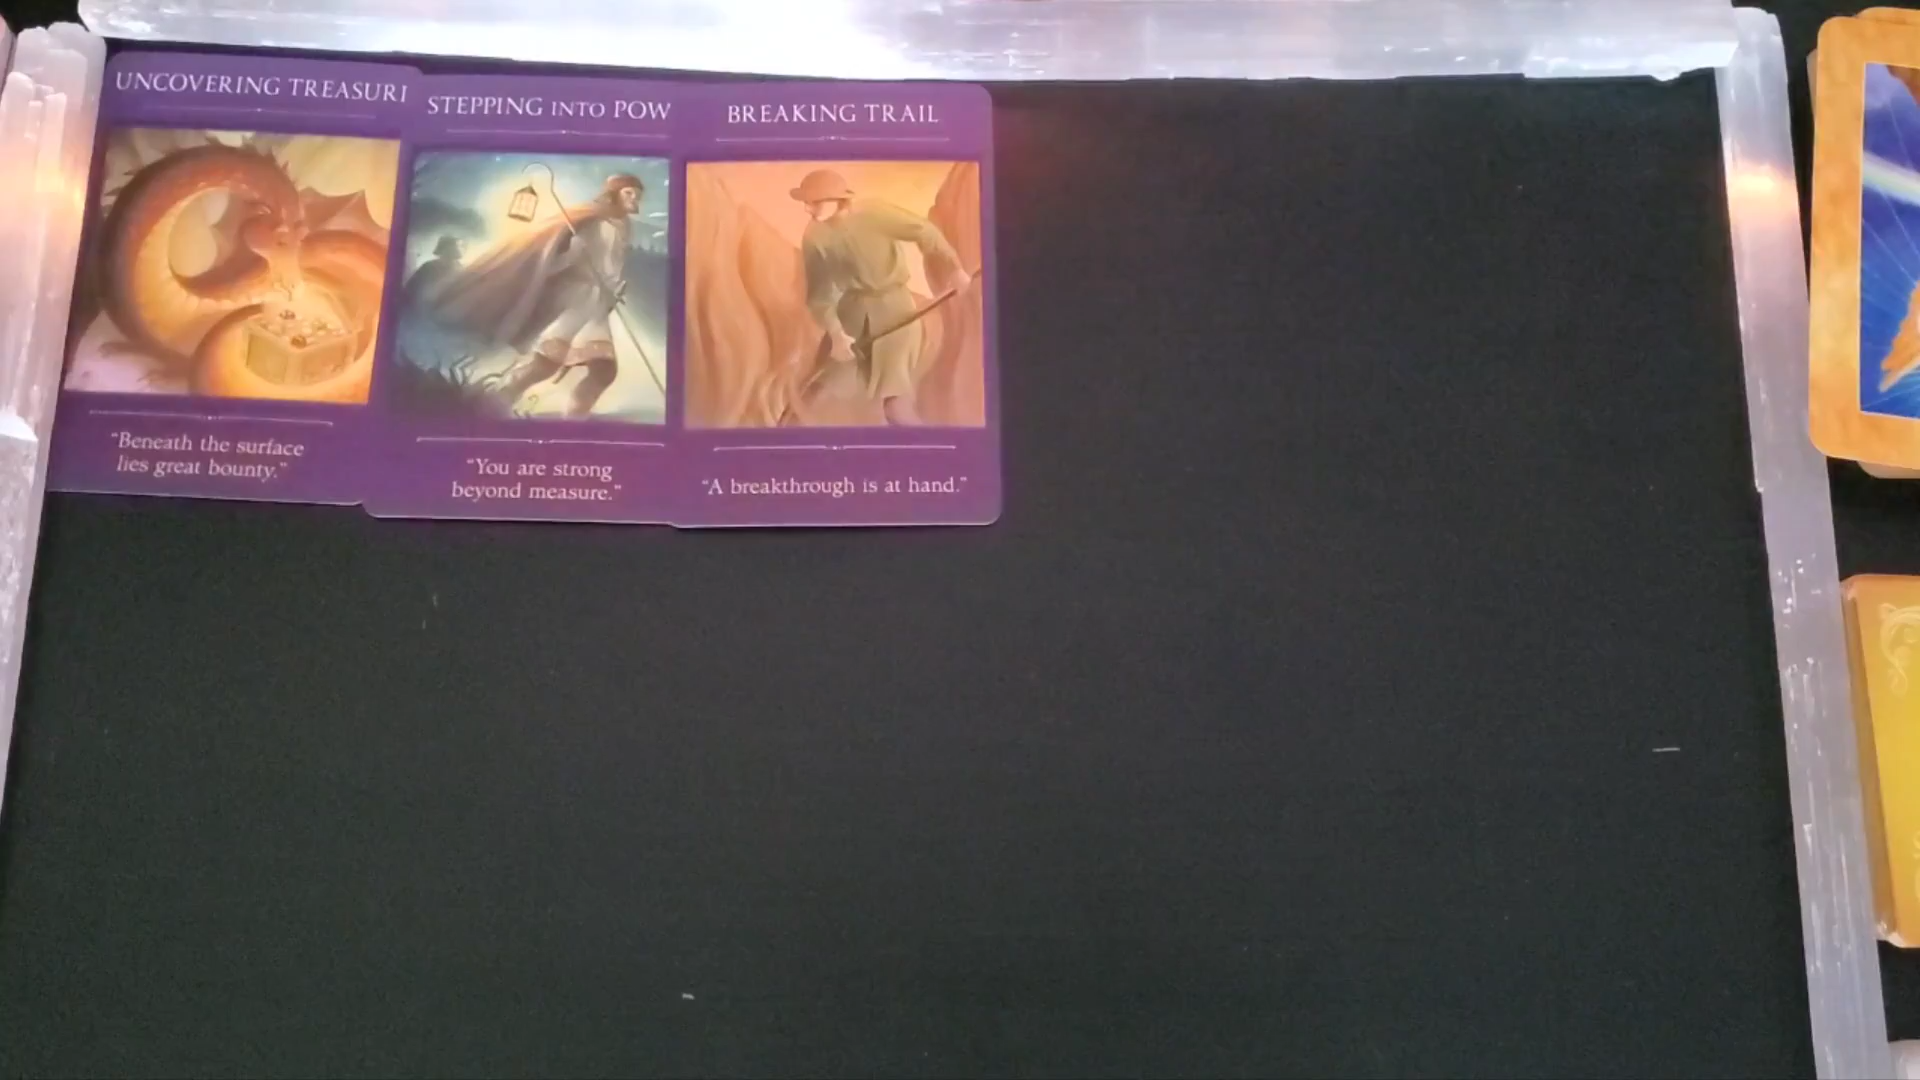 UNCOVERING TREASURI
"Beneath the surface
lies great bounty."
STEPPING INTO POW
"You are strong
beyond measure."
BREAKING TRAIL
"A breakthrough is at hand."